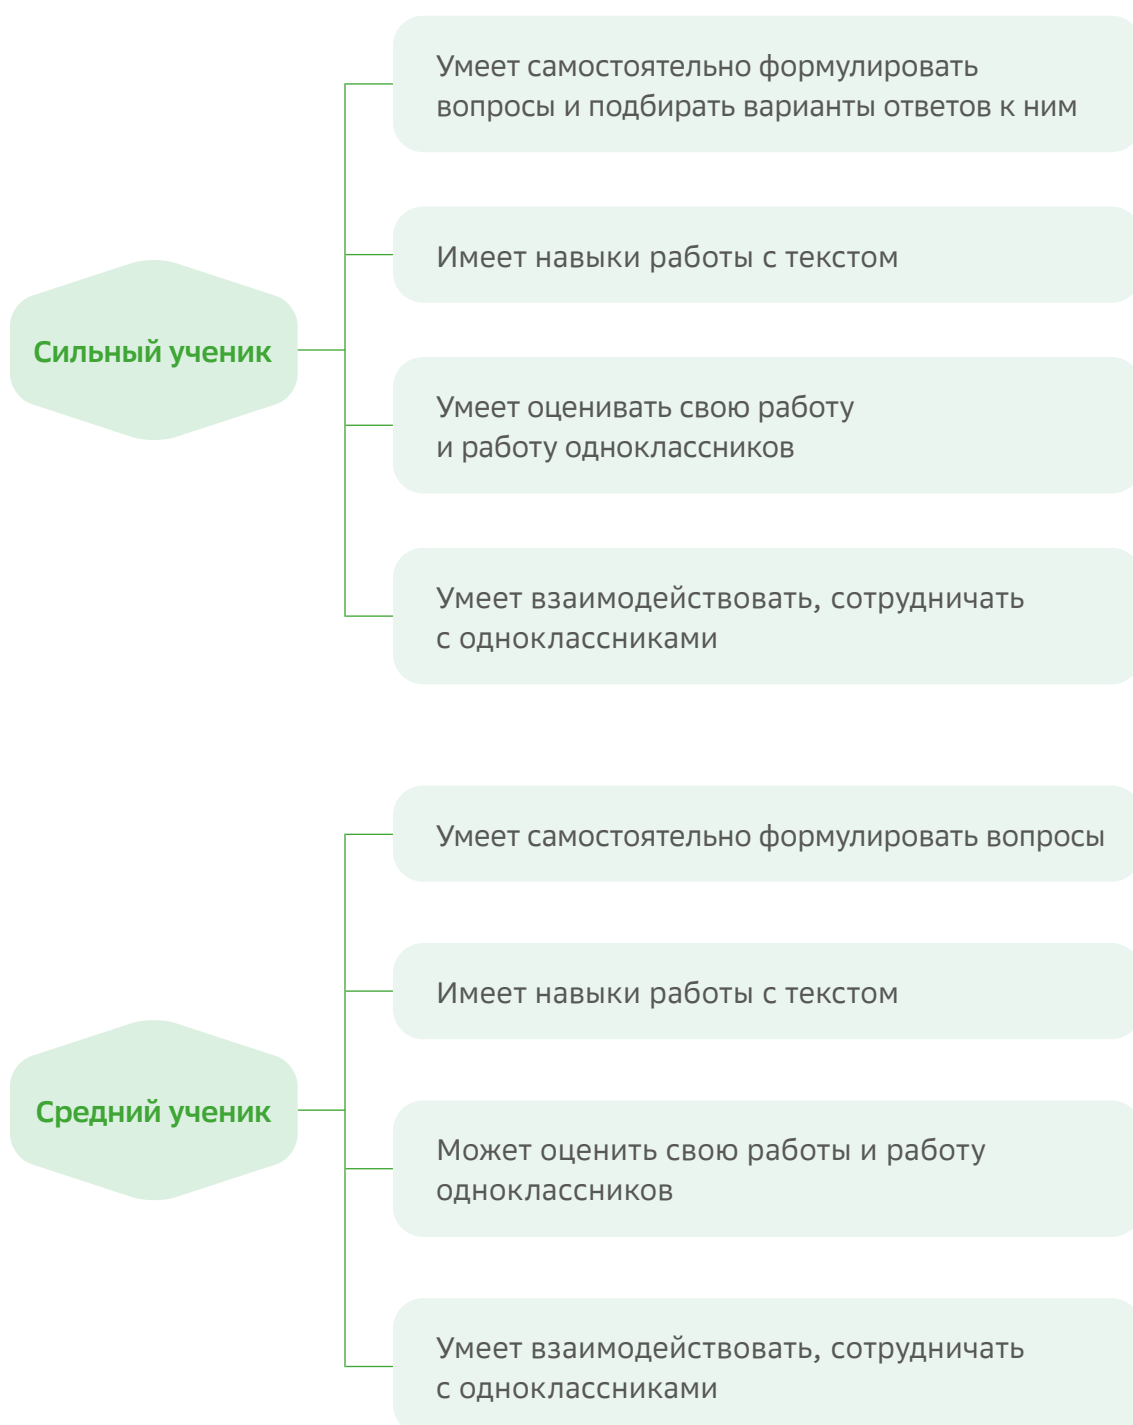 Умеет самостоятельно формулировать
вопросы и подбирать варианты ответов к ним
Имеет навыки работы с текстом
Сильный ученик
Умеет оценивать свою работу
и работу одноклассников
Умеет взаимодействовать, сотрудничать
с одноклассниками
Умеет самостоятельно формулировать вопросы
Имеет навыки работы с текстом
Средний ученик
Может оценить свою работы и работу
одноклассников
Умеет взаимодействовать, сотрудничать
с одноклассниками